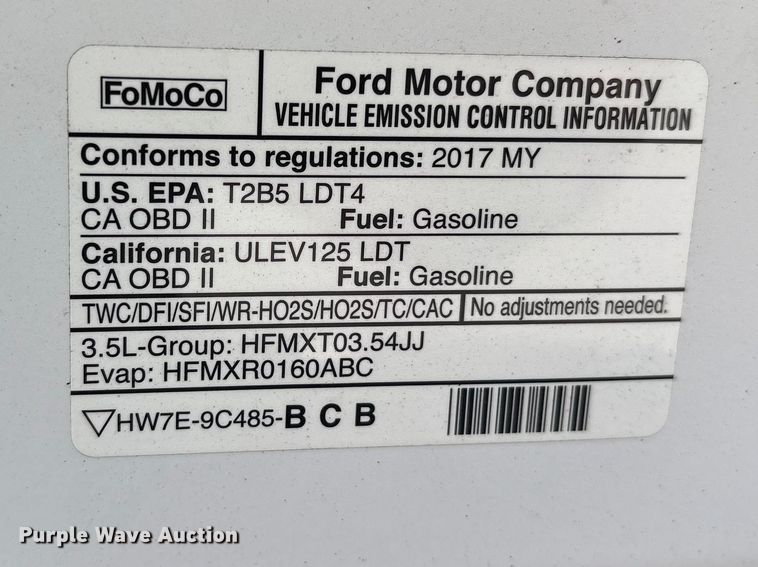 FoMoCo
Ford Motor Company
VEHICLE EMISSION CONTROL INFORMATION
Conforms to regulations: 2017 MY
U.S. EPA: T2B5 LDT4
CA OBD II Fuel: Gasoline
California: ULEV125 LDT
CA OBD II Fuel: Gasoline
TWC/DFI/SFI/WR-HO2S/HO2S/TC/CAC No adjustments needed.
3.5L-Group: HFMXT03.54JJ
Evap: HFMXR0160ABC
HW7E-9C485-B C B
Purple Wave Auction